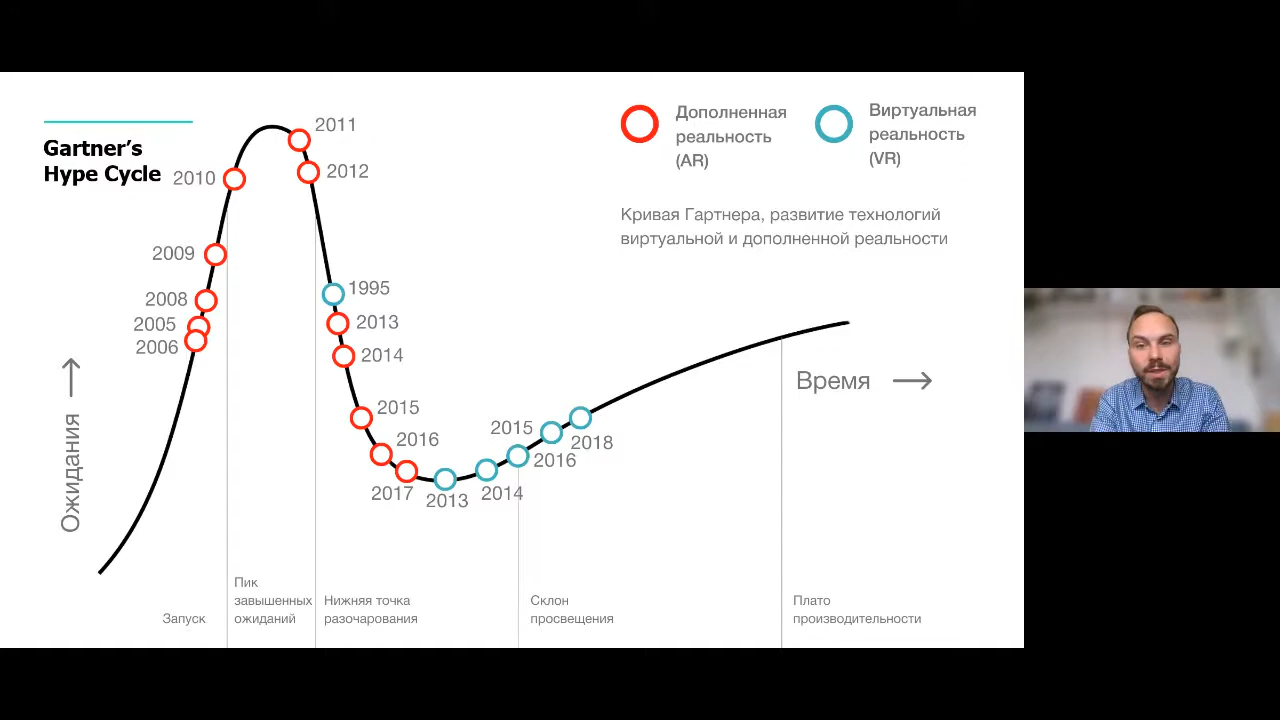 Gartner's
Hype Cycle
Дополненная
реальность
(AR)
Виртуальная
реальность
(VR)
Кривая Гартнера, развитие технологий
виртуальной и дополненной реальности
2011
2012
2010
2009
2008
2005
2006
1995
2013
2014
2015
2016
2017
2013
2014
2015
2016
2018
Ожидания
Время
Запуск
Пик
завышенных
ожиданий
Нижняя точка
разочарования
Склон
просвещения
Плато
производительности